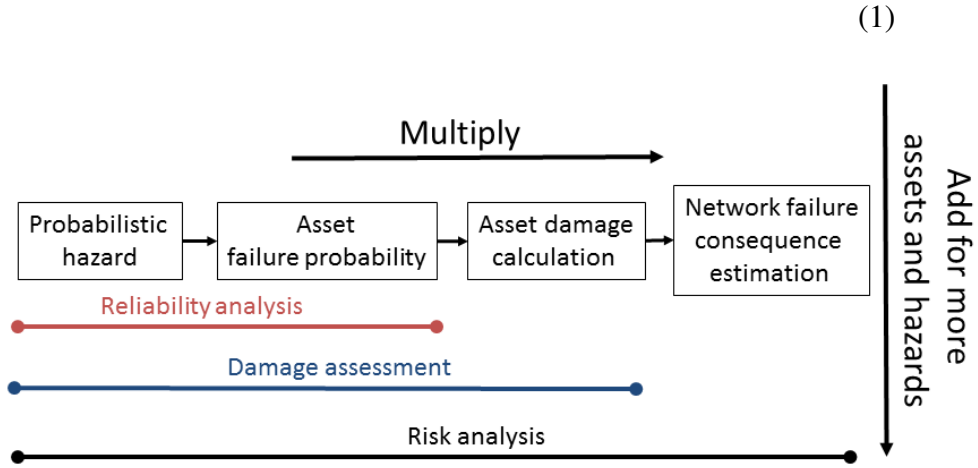 (1)
Multiply
Probabilistic
hazard
Asset
failure probability
Asset damage
calculation
Network failure
consequence
estimation
Reliability analysis
Damage assessment
Risk analysis
Add for more
assets and hazards